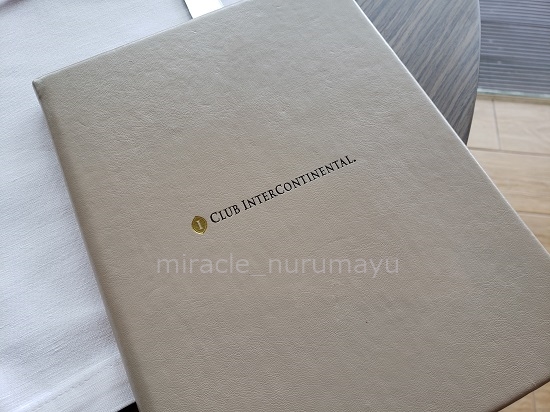 I CLUB INTERCONTINENTAL.
miracle_nurumayu